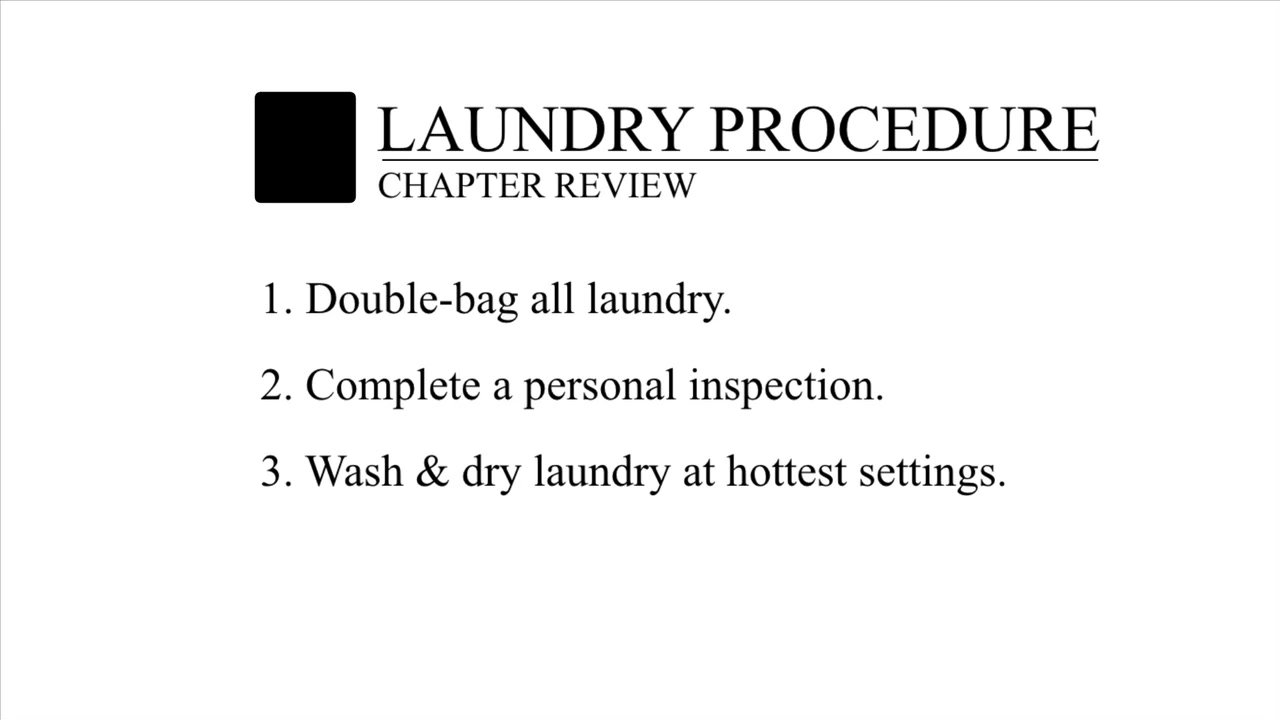 LAUNDRY PROCEDURE
CHAPTER REVIEW
1. Double-bag all laundry.
2. Complete a personal inspection.
3. Wash & dry laundry at hottest settings.